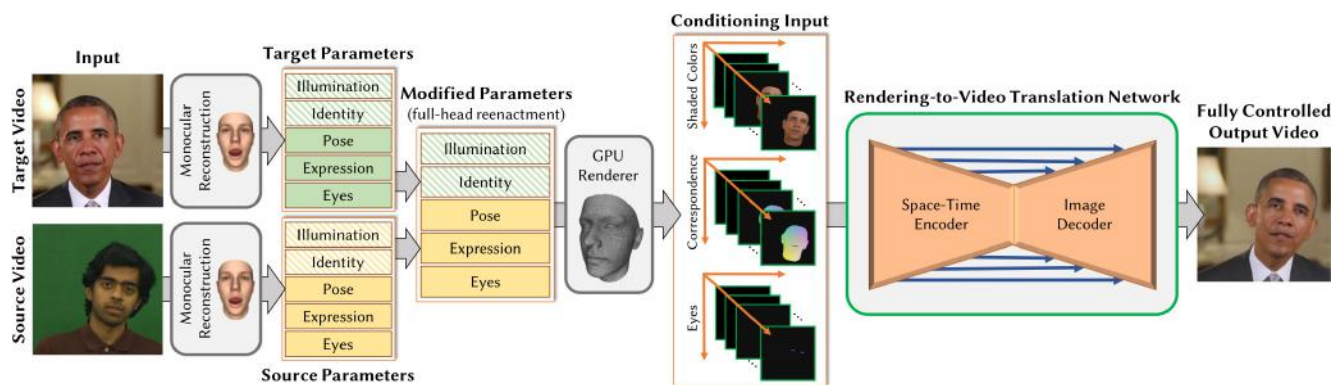 Input
Target Video
Monocular
Reconstruction
Target Parameters
Illumination
Identity
Pose
Expression
Eyes
Source Video
Monocular
Reconstruction
Illumination
Identity
Pose
Expression
Eyes
Source Parameters
Modified Parameters
(full-head reenactment)
Illumination
Identity
Pose
Expression
Eyes
GPU
Renderer
Conditioning Input
Shaded Colors
Correspondence
Eyes
Rendering-to-Video Translation Network
Space-Time
Encoder
Image
Decoder
Fully Controlled
Output Video